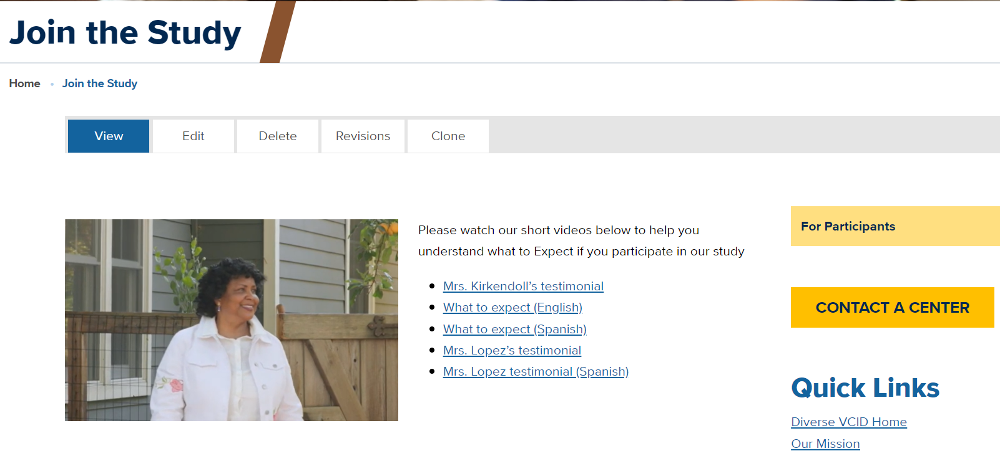 Join the Study
Home • Join the Study
View Edit Delete Revisions Clone
Please watch our short videos below to help you
understand what to Expect if you participate in our study
• Mrs. Kirkendoll’s testimonial
• What to expect (English)
• What to expect (Spanish)
• Mrs. Lopez’s testimonial
• Mrs. Lopez testimonial (Spanish)
For Participants
CONTACT A CENTER
Quick Links
Diverse VCID Home
Our Mission